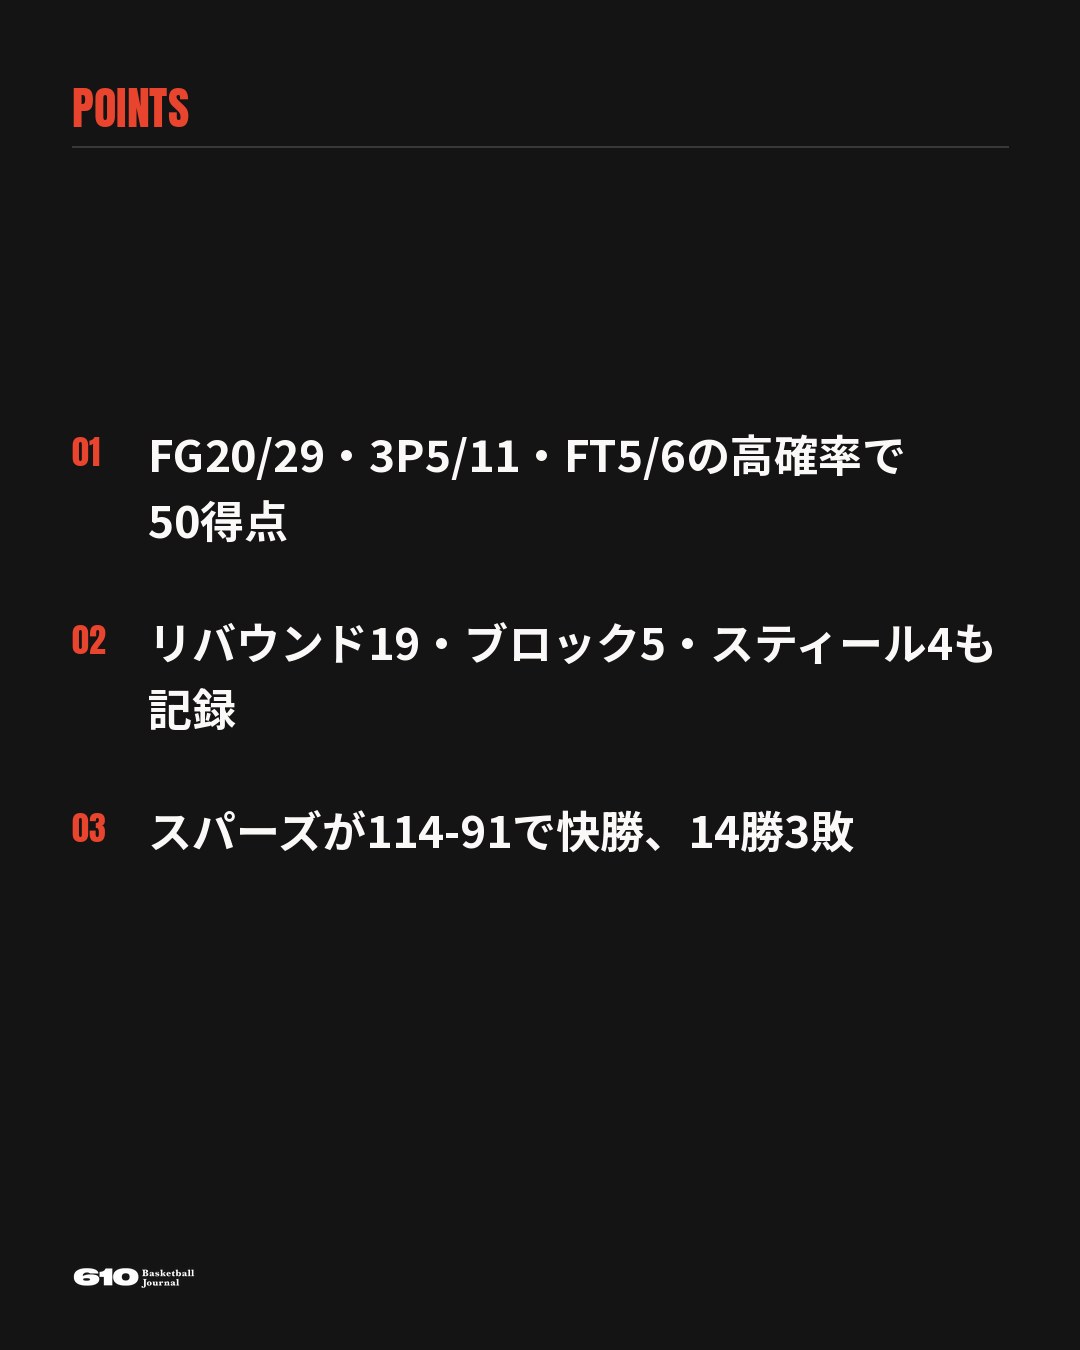 POINTS
01 FG20/29・3P5/11・FT5/6の高確率で
50得点
02 リバウンド19・ブロック5・スティール4も
記録
03 スパーズが114-91で快勝、14勝3敗
610 Basketball
Journal